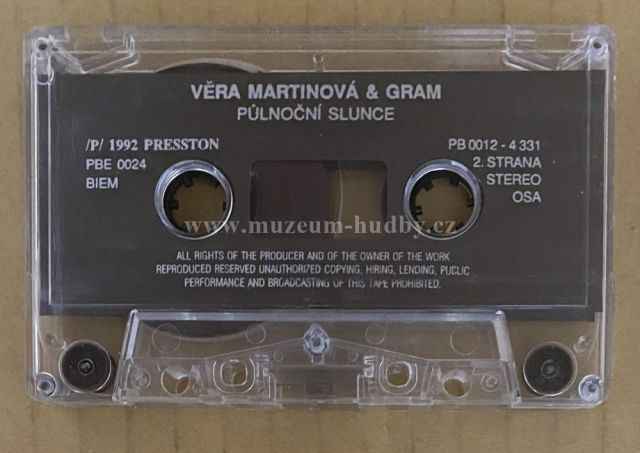 VĚRA MARTINOVÁ & GRAM
PŮLNOČNÍ SLUNCE
/P/ 1992 PRESSTON
PBE 0024
BIEM
PB 0012 - 4 331
2. STRANA
STEREO
OSA
www.muzeum-hudby.cz
ALL RIGHTS OF THE PRODUCER AND OF THE OWNER OF THE WORK
REPRODUCED RESERVED UNAUTHORIZED COPYING, HIRING, LENDING, PUCLIC
PERFORMANCE AND BROADCASTING OF THIS TAPE PROHIBITED.